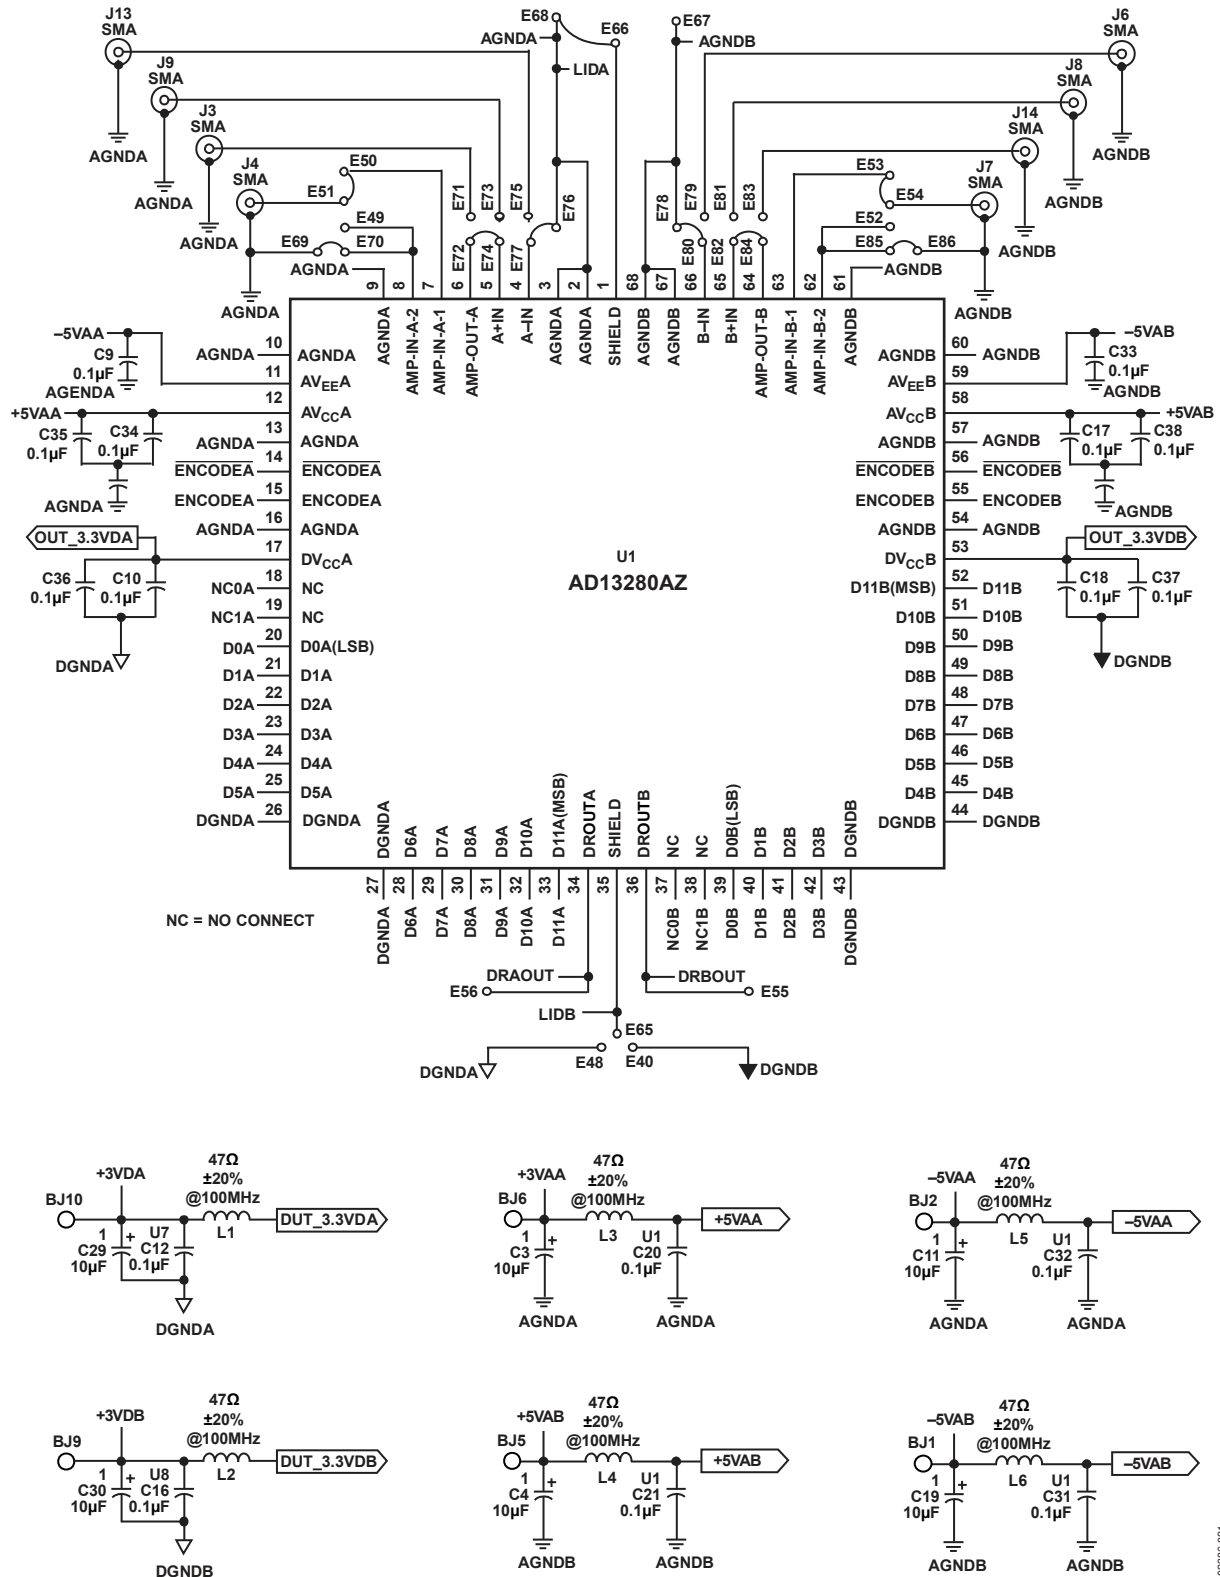 J13
SMA
J9
SMA
J3
SMA
J4
SMA
AGNDA
AGNDA
AGNDA
AGNDA
E68
E66
AGNDA
LIDA
E67
AGNDB
J6
SMA
J8
SMA
J14
SMA
J7
SMA
AGNDB
AGNDB
AGNDB
AGNDB
E50
E51
E49
E69
E70
AGNDA
E71
E73
E75
E76
E72
E74
E77
E78
E79
E81
E83
E80
E82
E84
E53
E54
E52
E85
E86
AGNDB
9 8 7 6 5 4 3 2 1 68 67 66 65 64 63 62 61
AGNDA
AMP-IN-A-2
AMP-IN-A-1
AMP-OUT-A
A+IN
A–IN
AGNDA
AGNDA
SHIELD
AGNDB
AGNDB
B–IN
B+IN
AMP-OUT-B
AMP-IN-B-1
AMP-IN-B-2
AGNDB
–5VAA
C9
0.1µF
AGENDA
+5VAA
C35
0.1µF
C34
0.1µF
AGNDA
OUT_3.3VDA
C36
0.1µF
C10
0.1µF
DGNDA
AGNDA 10 AGNDA
11 AVEEA
12 AVCCA
AGNDA 13 AGNDA
ENCODEA 14 ENCODEA
ENCODEA 15 ENCODEA
AGNDA 16 AGNDA
17 DVCCA
NC0A 18 NC
NC1A 19 NC
D0A 20 D0A(LSB)
D1A 21 D1A
D2A 22 D2A
D3A 23 D3A
D4A 24 D4A
D5A 25 D5A
DGNDA 26 DGNDA
U1
AD13280AZ
AGNDB 60 AGNDB
AVEEB 59
AVCCB 58
AGNDB 57 AGNDB
ENCODEB 56 ENCODEB
ENCODEB 55 ENCODEB
AGNDB 54 AGNDB
DVCCB 53
D11B(MSB) 52 D11B
D10B 51 D10B
D9B 50 D9B
D8B 49 D8B
D7B 48 D7B
D6B 47 D6B
D5B 46 D5B
D4B 45 D4B
DGNDB 44 DGNDB
–5VAB
C33
0.1µF
AGNDB
+5VAB
C17
0.1µF
C38
0.1µF
AGNDB
OUT_3.3VDB
C18
0.1µF
C37
0.1µF
DGNDB
DGNDA
D6A
D7A
D8A
D9A
D10A
D11A(MSB)
DROUTA
SHIELD
DROUTB
NC
NC
D0B(LSB)
D1B
D2B
D3B
DGNDB
27 28 29 30 31 32 33 34 35 36 37 38 39 40 41 42 43
DGNDA
D6A
D7A
D8A
D9A
D10A
D11A
NC0B
NC1B
D0B
D1B
D2B
D3B
DGNDB
NC = NO CONNECT
DRAOUT
E56
DRBOUT
E55
LIDB
E65
E48
E40
DGNDA
DGNDB
+3VDA
47Ω
±20%
@100MHz
BJ10
DUT_3.3VDA
L1
1
C29
10µF
+
U7
C12
0.1µF
DGNDA
+3VAA
47Ω
±20%
@100MHz
BJ6
+5VAA
L3
1
C3
10µF
+
U1
C20
0.1µF
AGNDA
AGNDA
–5VAA
47Ω
±20%
@100MHz
BJ2
–5VAA
L5
1
C11
10µF
+
U1
C32
0.1µF
AGNDA
AGNDA
+3VDB
47Ω
±20%
@100MHz
BJ9
DUT_3.3VDB
L2
1
C30
10µF
+
U8
C16
0.1µF
DGNDB
+5VAB
47Ω
±20%
@100MHz
BJ5
+5VAB
L4
1
C4
10µF
+
U1
C21
0.1µF
AGNDB
AGNDB
–5VAB
47Ω
±20%
@100MHz
BJ1
–5VAB
L6
1
C19
10µF
+
U1
C31
0.1µF
AGNDB
AGNDB